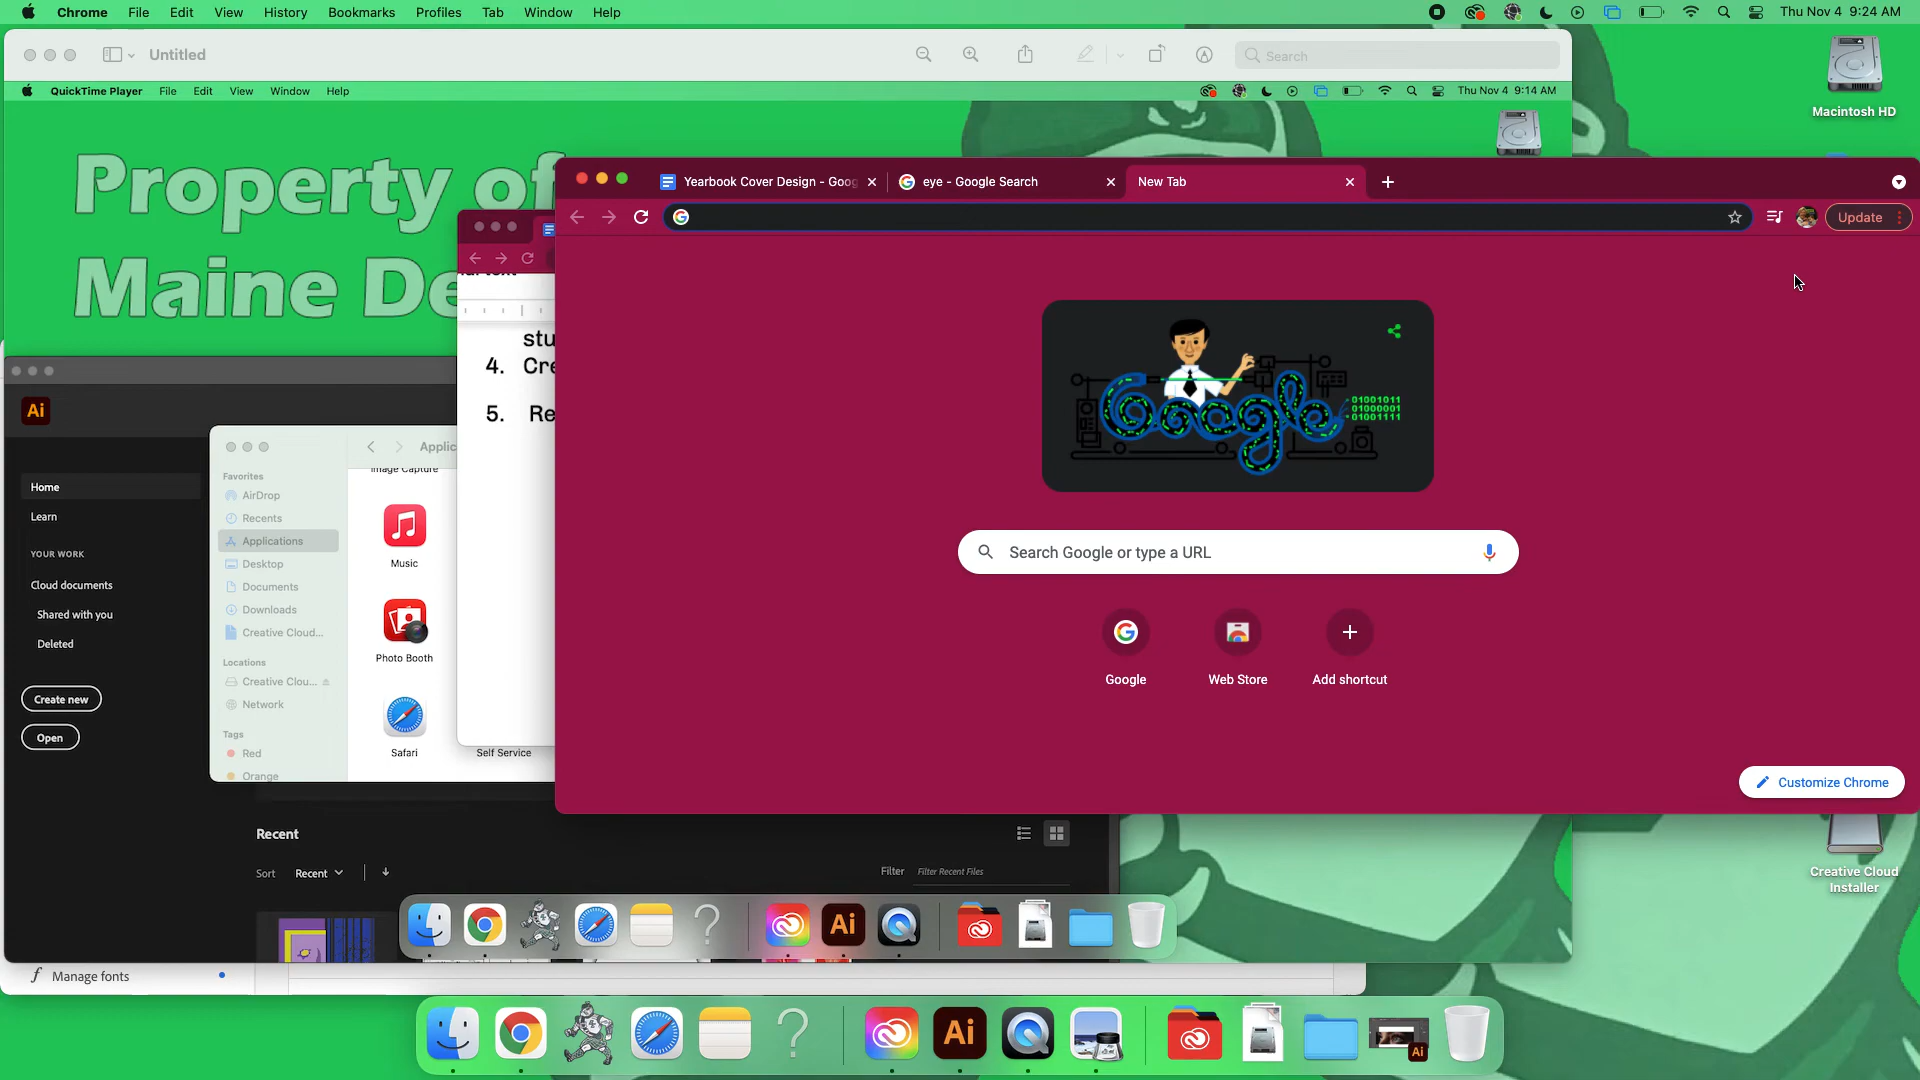 Chrome File Edit View History Bookmarks Profiles Tab Window Help
Thu Nov 4 9:24 AM
Untitled
Search
QuickTime Player File Edit View Window Help
Thu Nov 4 9:14 AM
Macintosh HD
Property of
Maine De
Yearbook Cover Design - Goog
eye - Google Search
New Tab
Update
stu
4. Cre
5. Re
Ai
Home
Learn
YOUR WORK
Cloud documents
Shared with you
Deleted
Create new
Open
Applic
Favorites
AirDrop
Recents
Applications
Desktop
Documents
Downloads
Creative Cloud...
Locations
Creative Clou...
Network
Tags
Red
Orange
Image Capture
Music
Photo Booth
Safari
Self Service
Google
01001011
01000001
01001111
Search Google or type a URL
Google
Web Store
Add shortcut
Customize Chrome
Recent
Sort Recent
Filter Filter Recent Files
Creative Cloud
Installer
Ai
Manage fonts
Ai
Ai